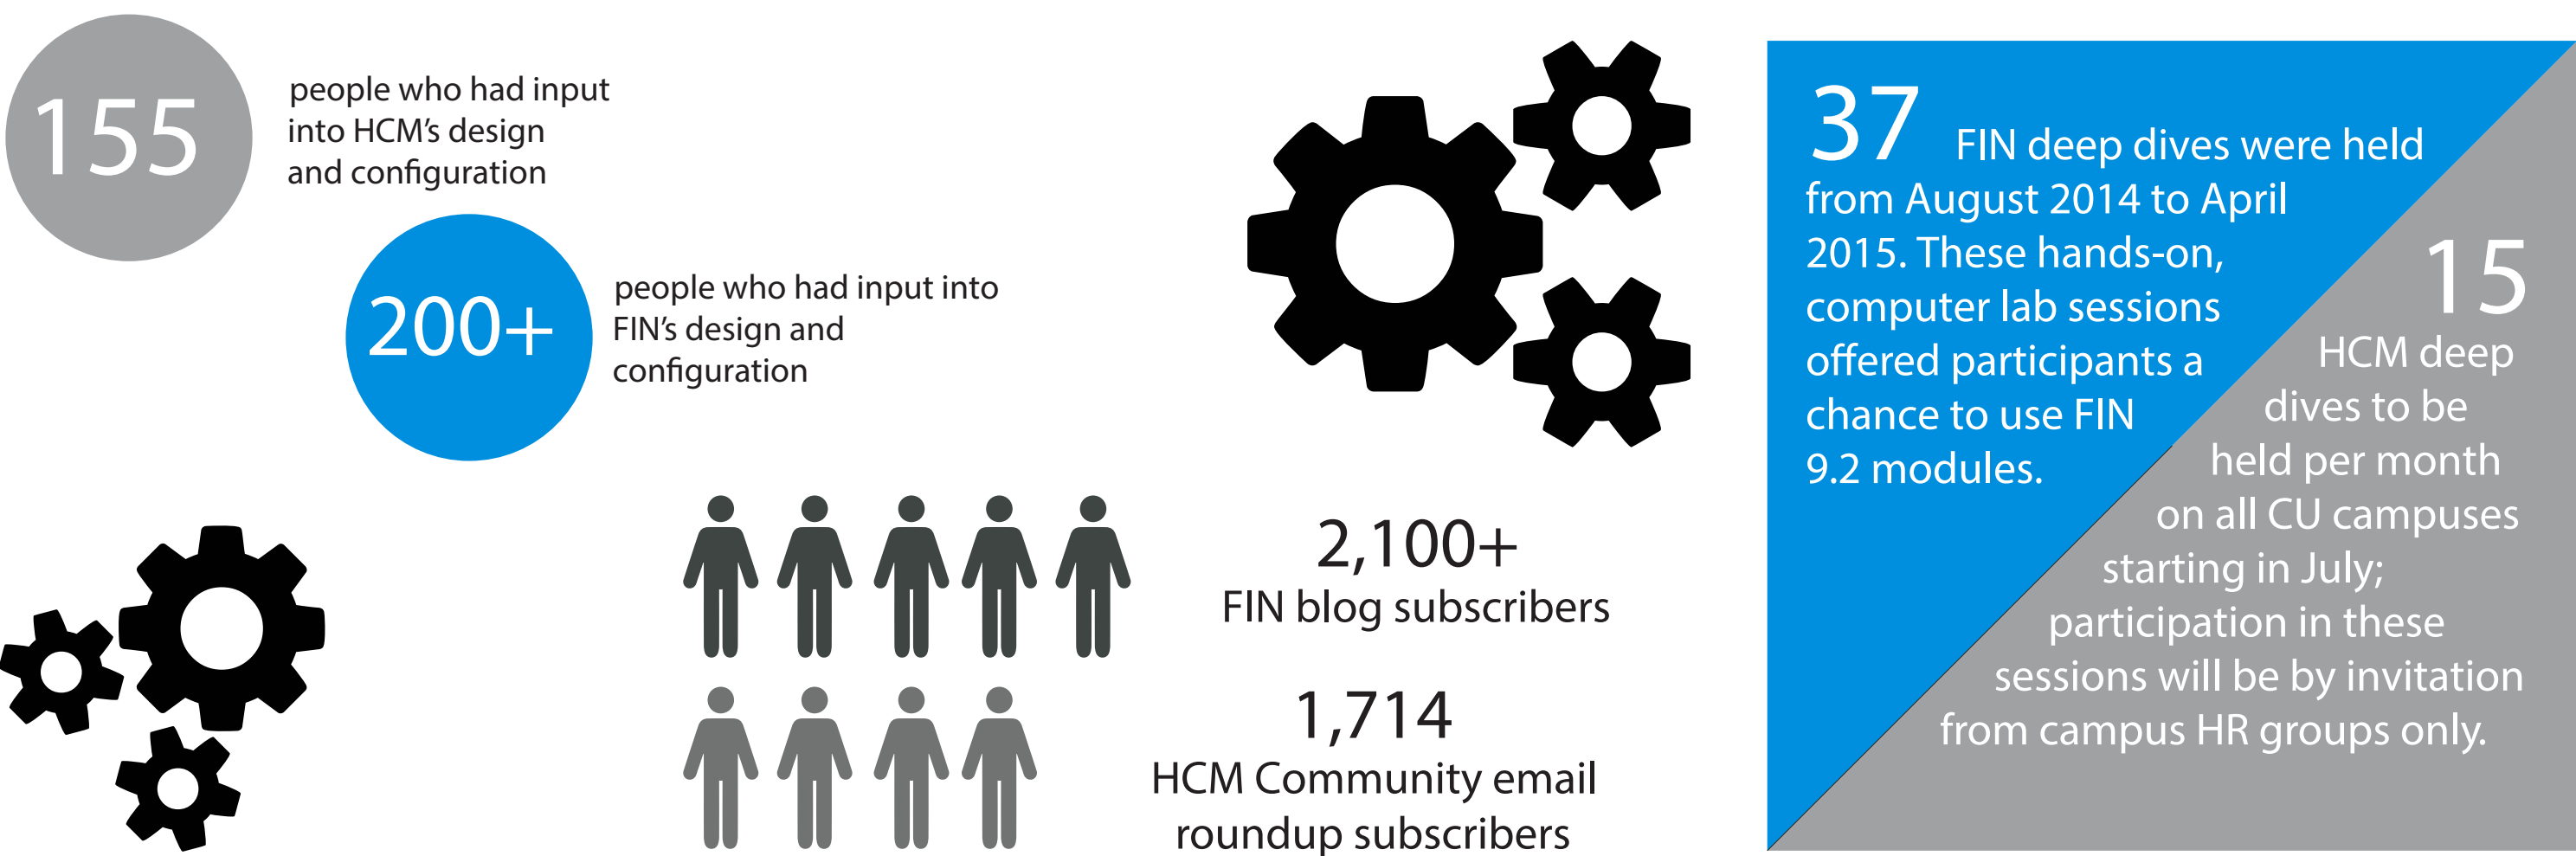 155
people who had input
into HCM's design
and configuration
200+
people who had input into
FIN's design and
configuration
2,100+
FIN blog subscribers
1,714
HCM Community email
roundup subscribers
37 FIN deep dives were held
from August 2014 to April
2015. These hands-on,
computer lab sessions
offered participants a
chance to use FIN
9.2 modules.
15
HCM deep
dives to be
held per month
on all CU campuses
starting in July;
participation in these
sessions will be by invitation
from campus HR groups only.